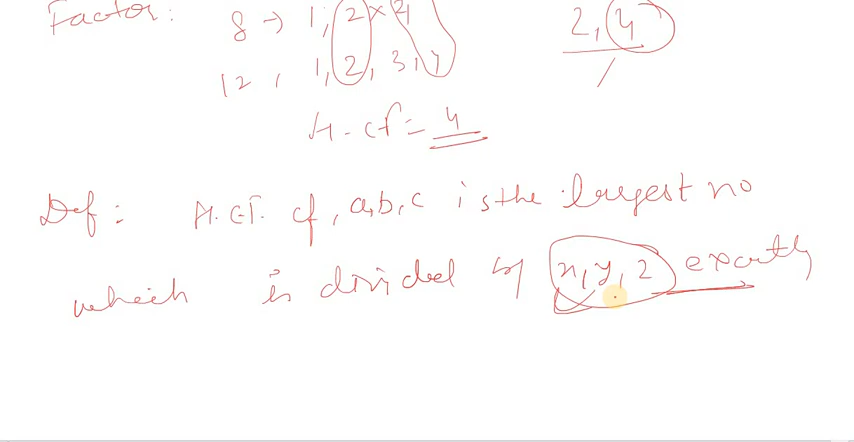 Factor: 8 → 1, 2 × 4 2, 4
12, 1, 2, 3, 4
H.CF = 4
Def: H.C.F. of, a,b,c is the largest no
which is divided by x, y, z exactly